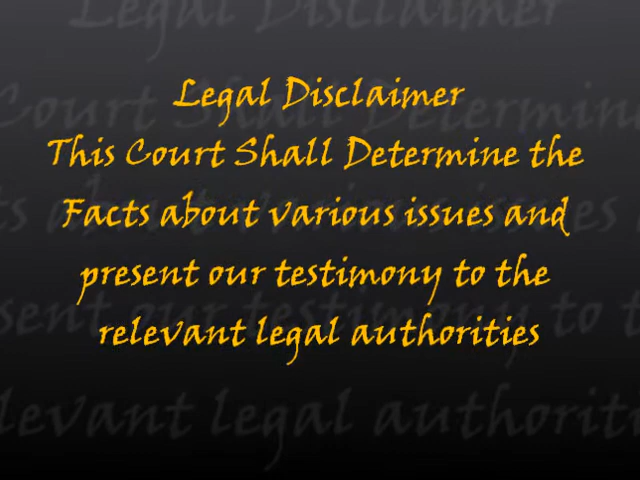 Legal Disclaimer
This Court Shall Determine the
Facts about various issues and
present our testimony to the
relevant legal authorities